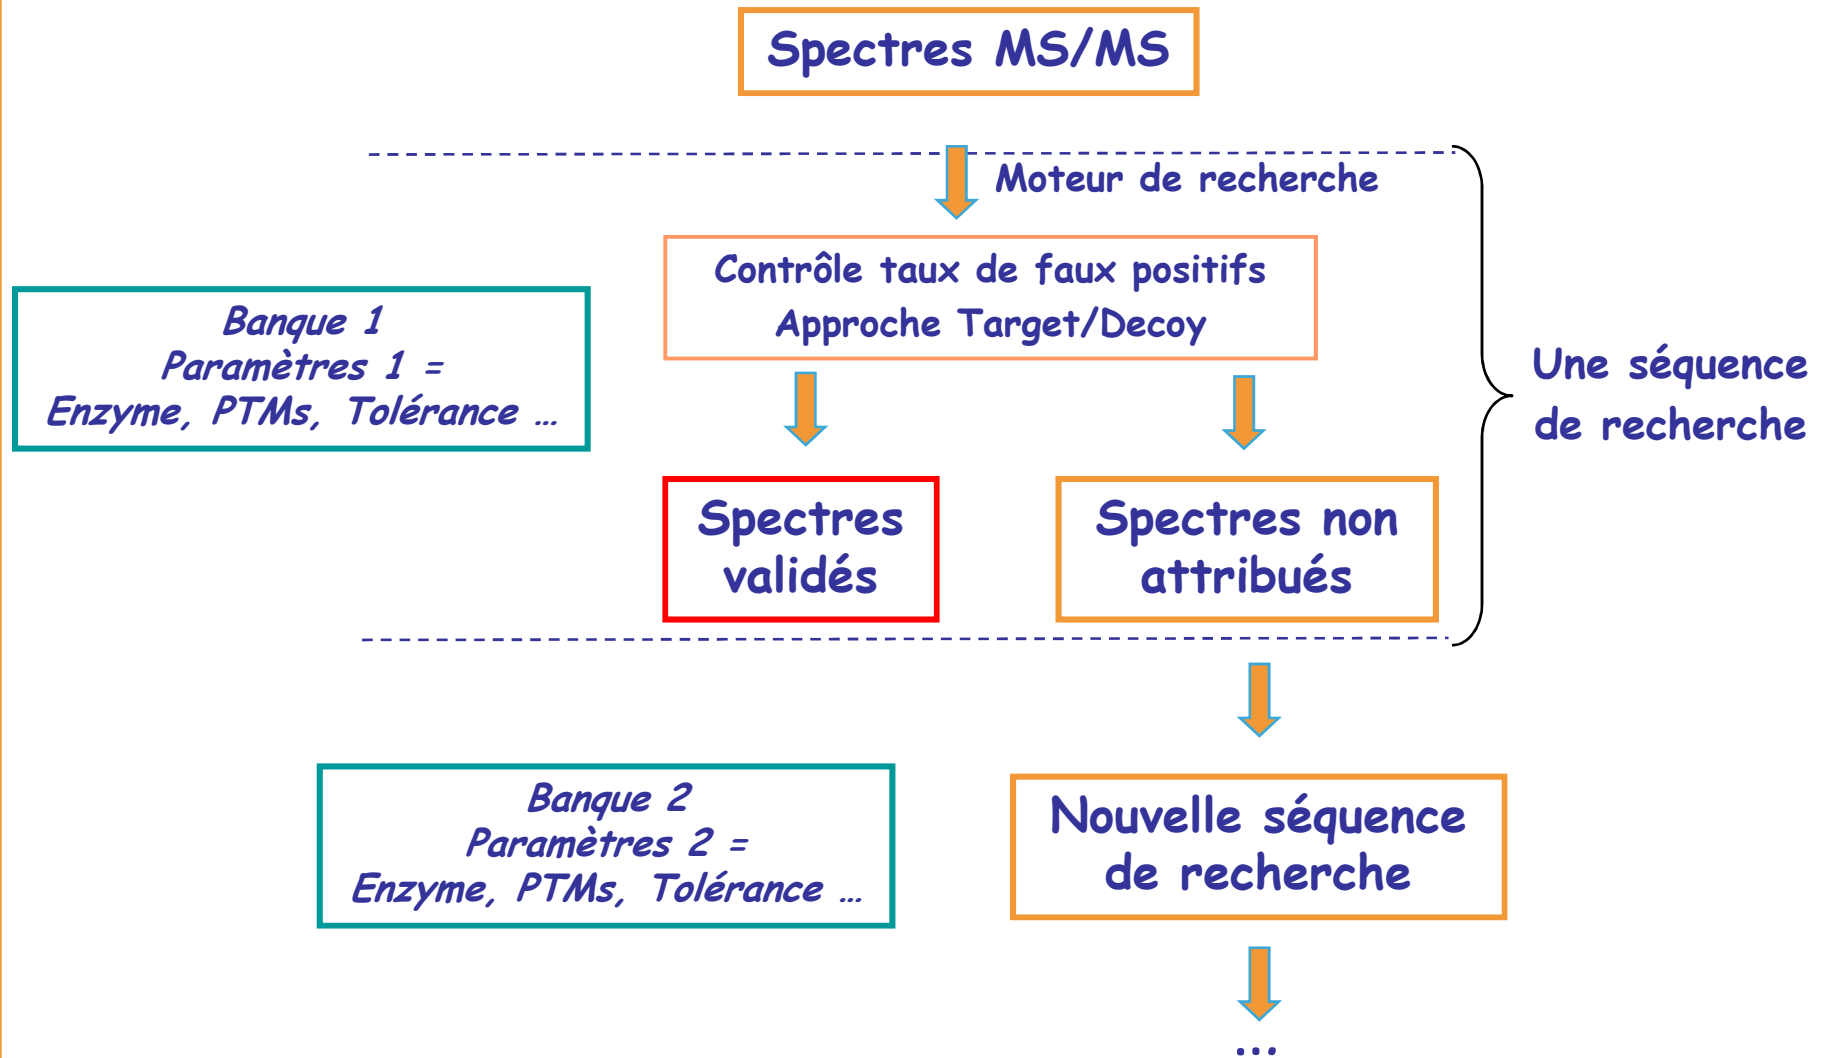 Spectres MS/MS
Moteur de recherche
Contrôle taux de faux positifs
Approche Target/Decoy
Banque 1
Paramètres 1 =
Enzyme, PTMs, Tolérance ...
Une séquence
de recherche
Spectres
validés
Spectres non
attribués
Banque 2
Paramètres 2 =
Enzyme, PTMs, Tolérance ...
Nouvelle séquence
de recherche
...